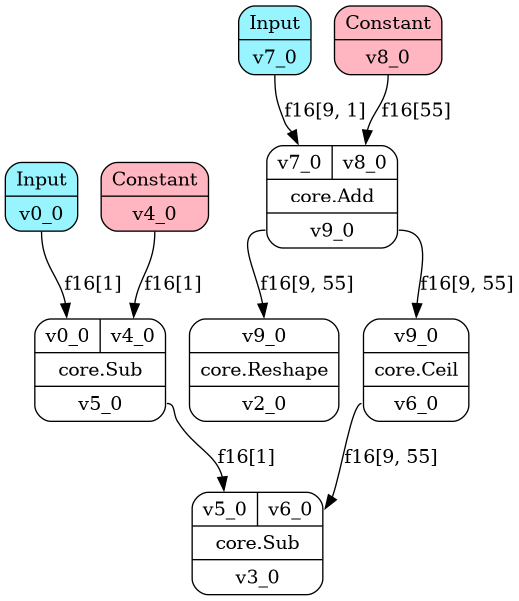 Input
v7_0
Constant
v8_0
f16[9, 1]
f16[55]
v7_0
v8_0
core.Add
v9_0
Input
v0_0
Constant
v4_0
f16[1]
f16[1]
f16[9, 55]
f16[9, 55]
v0_0
v4_0
core.Sub
v5_0
v9_0
core.Reshape
v2_0
v9_0
core.Ceil
v6_0
f16[1]
f16[9, 55]
v5_0
v6_0
core.Sub
v3_0